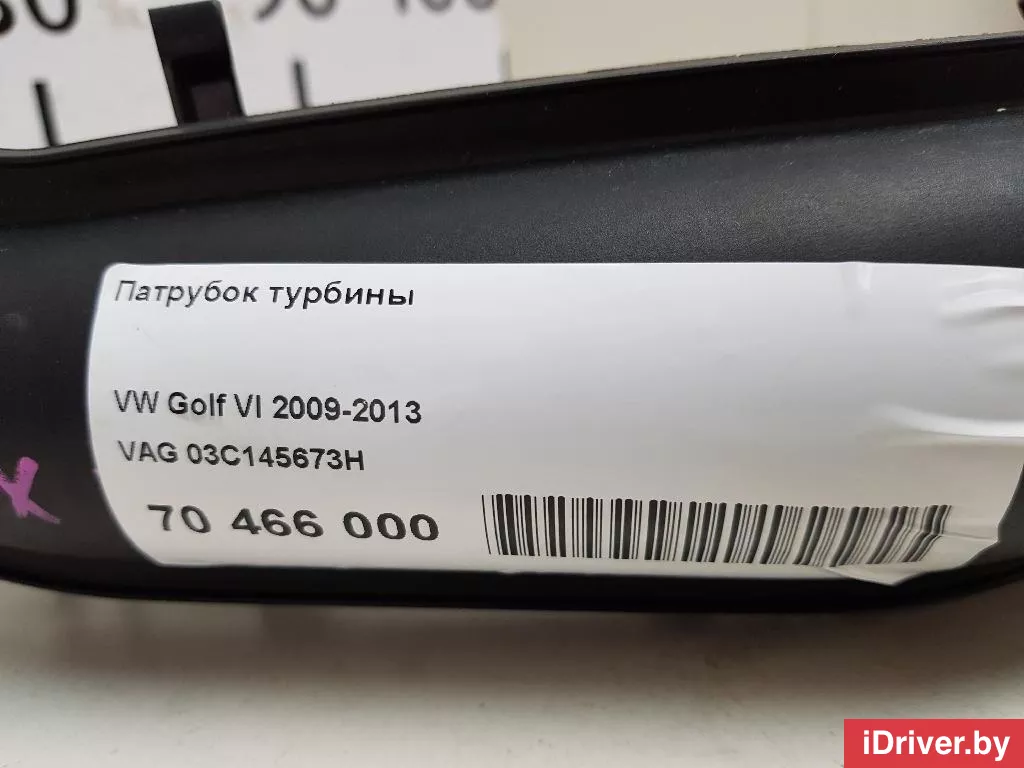 Патрубок турбины
VW Golf VI 2009-2013
VAG 03C145673H
70 466 000
iDriver.by